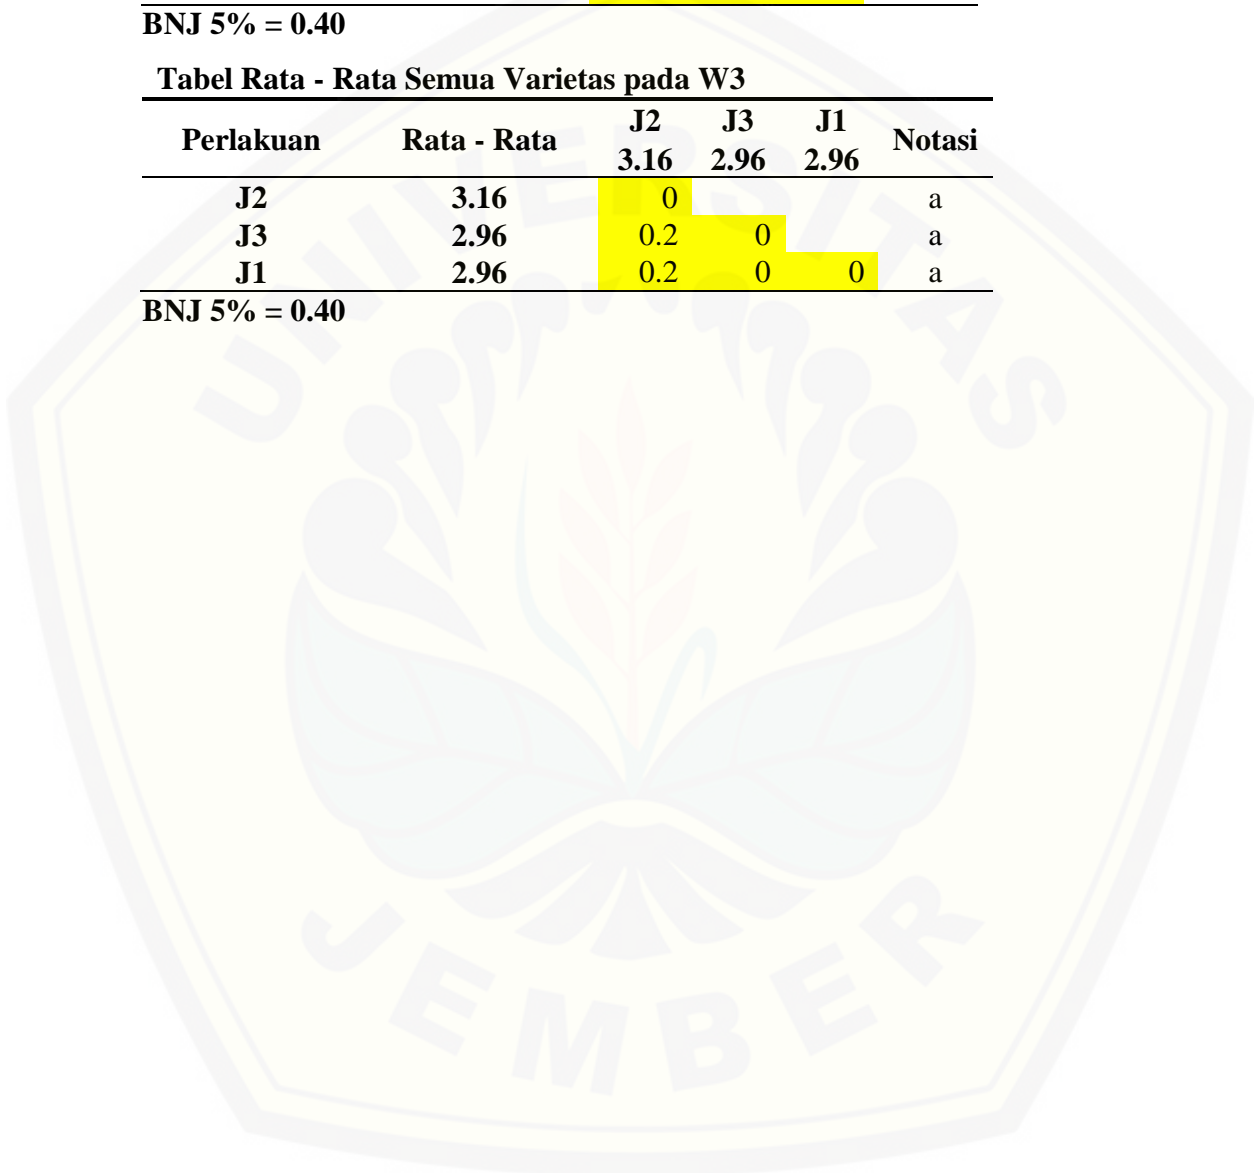 BNJ 5% = 0.40
Tabel Rata - Rata Semua Varietas pada W3
Perlakuan Rata - Rata J2 J3 J1 Notasi
3.16 2.96 2.96
J2 3.16 0 a
J3 2.96 0.2 0 a
J1 2.96 0.2 0 0 a
BNJ 5% = 0.40
UNIVERSITAS
JEMBER